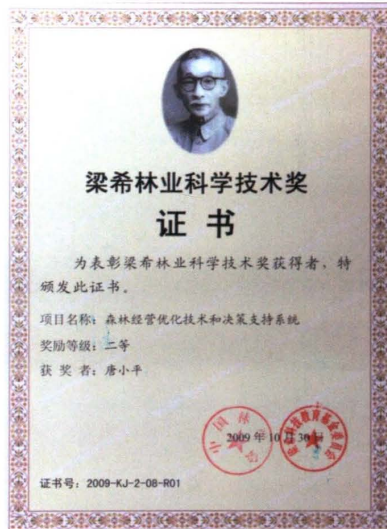 梁希林业科学技术奖
证书
为表彰梁希林业科学技术奖获得者，特
颁发此证书。
项目名称：森林经营优化技术和决策支持系统
奖励等级：二等
获奖者：唐小平
2009年10月30日
证书号：2009-KJ-2-08-R01